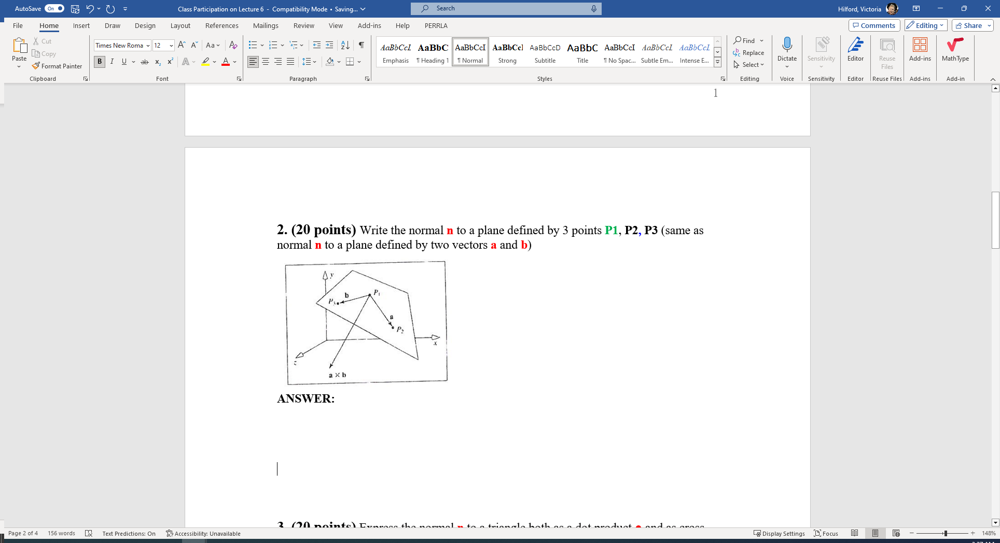 AutoSave On Class Participation on Lecture 6 - Compatibility Mode • Saving... Search Hilford, Victoria
File Home Insert Draw Design Layout References Mailings Review View Add-ins Help PERRLA Comments Editing Share
Paste Cut Copy Format Painter
Clipboard
Times New Roma 12
Font
Paragraph
AaBbCcI AaBbC AaBbCcI AaBbCcI AaBbCcD AaBbC AaBbCcI AaBbCcI AaBbCcI
Emphasis ¶ Heading 1 ¶ Normal Strong Subtitle Title ¶ No Spac... Subtle Em... Intense E...
Styles
Find
Replace
Select
Editing
Dictate
Voice
Sensitivity
Sensitivity
Editor
Editor
Reuse
Files
Reuse Files
Add-ins
Add-ins
MathType
Add-in
1
2. (20 points) Write the normal n to a plane defined by 3 points P1, P2, P3 (same as
normal n to a plane defined by two vectors a and b)
y
P1
b
P3
a
P2
x
z
a × b
ANSWER:
3. (20 points) Express the normal n to a triangle both as a dot product • and as cross
Page 2 of 4 156 words Text Predictions: On Accessibility: Unavailable Display Settings Focus 148%